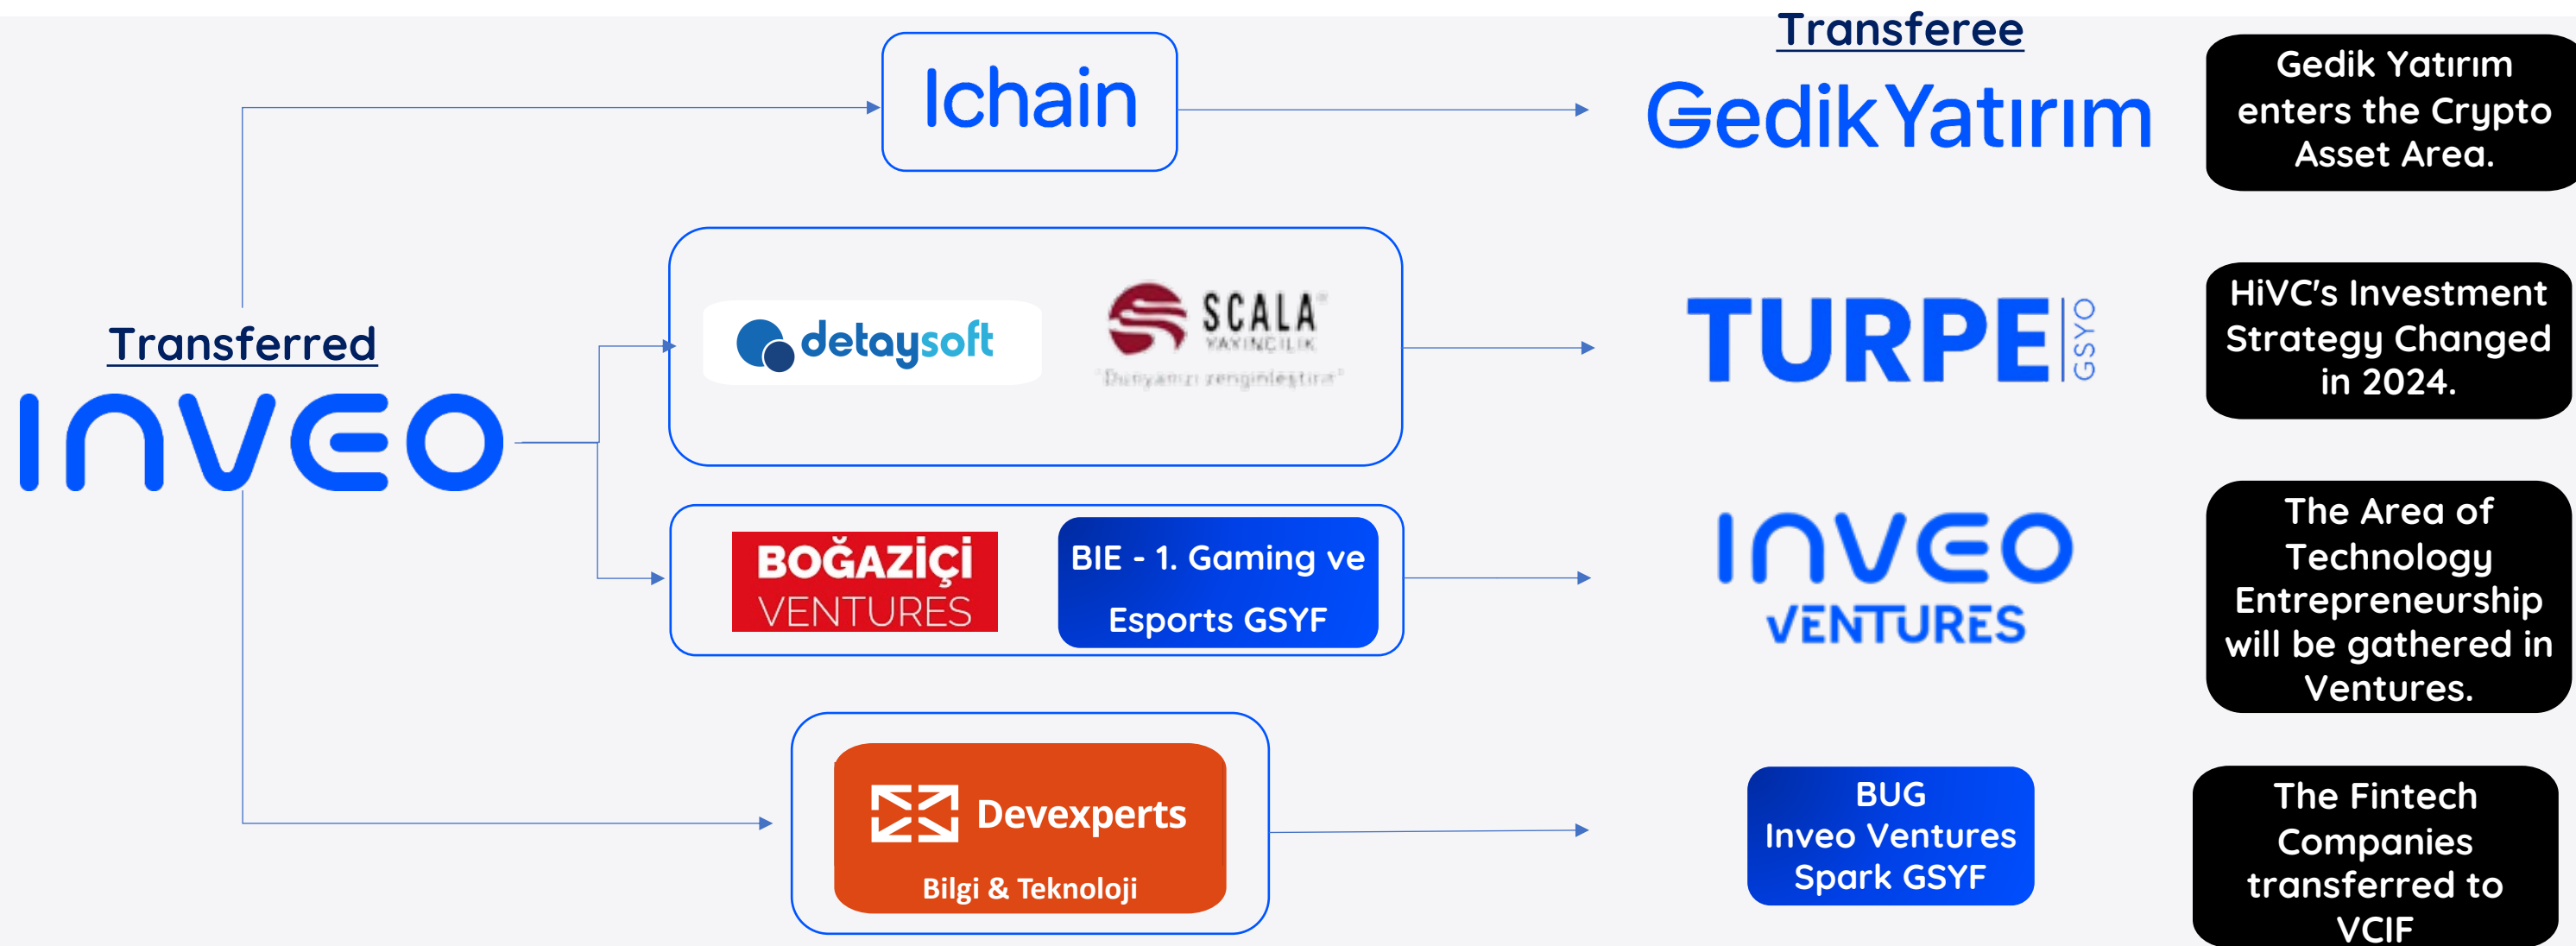 Transferee
Ichain
Gedik Yatırım
Gedik Yatırım
enters the Crypto
Asset Area.
Transferred
INVEO
detaysoft
SCALA
YAYINCILIK
"Dünyanızı zenginleştirir"
TURPE
GSYO
HiVC's Investment
Strategy Changed
in 2024.
BOĞAZİÇİ
VENTURES
BIE - 1. Gaming ve
Esports GSYF
INVEO
VENTURES
The Area of
Technology
Entrepreneurship
will be gathered in
Ventures.
Devexperts
Bilgi & Teknoloji
BUG
Inveo Ventures
Spark GSYF
The Fintech
Companies
transferred to
VCIF